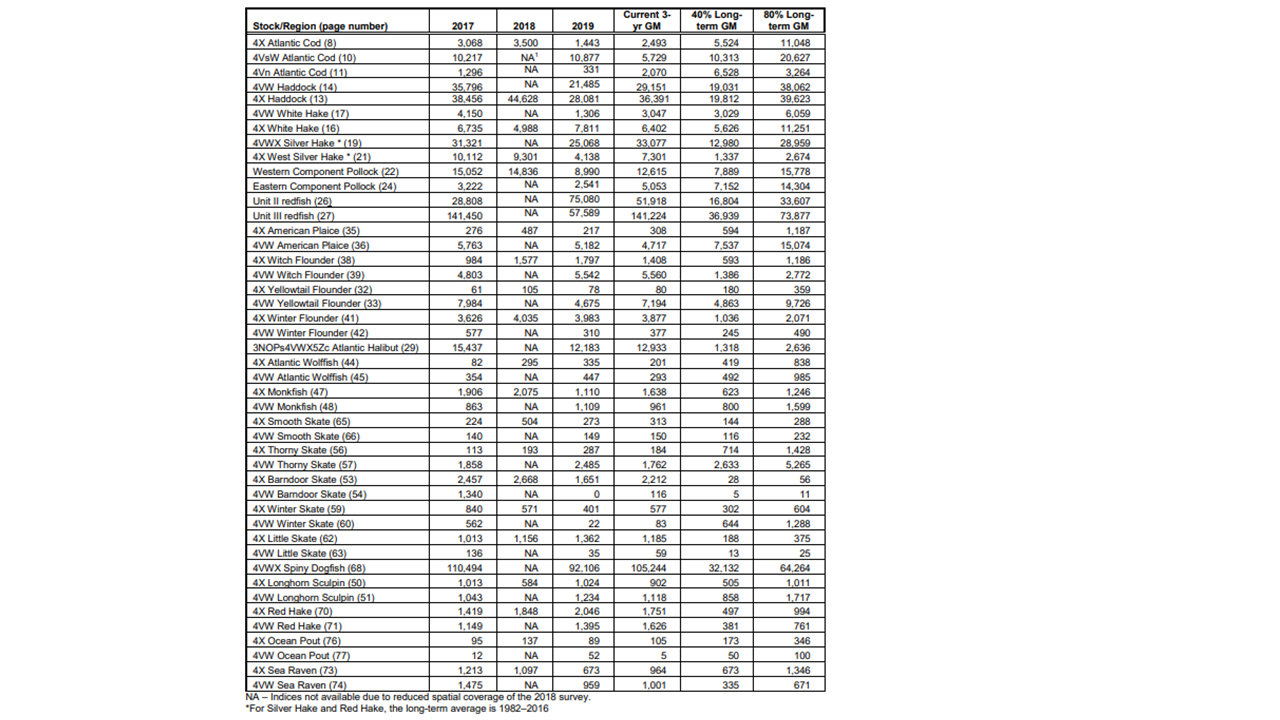 Stock/Region (page number) 2017 2018 2019 Current 3-yr GM 40% Long-term GM 80% Long-term GM
4X Atlantic Cod (8) 3,068 3,500 1,443 2,493 5,524 11,048
4VsW Atlantic Cod (10) 10,217 NA1 10,877 5,729 10,313 20,627
4Vn Atlantic Cod (11) 1,296 NA 331 2,070 6,528 3,264
4VW Haddock (14) 35,796 NA 21,485 29,151 19,031 38,062
4X Haddock (13) 38,456 44,628 28,081 36,391 19,812 39,623
4VW White Hake (17) 4,150 NA 1,306 3,047 3,029 6,059
4X White Hake (16) 6,735 4,988 7,811 6,402 5,626 11,251
4VWX Silver Hake * (19) 31,321 NA 25,068 33,077 12,980 28,959
4X West Silver Hake * (21) 10,112 9,301 4,138 7,301 1,337 2,674
Western Component Pollock (22) 15,052 14,836 8,990 12,615 7,889 15,778
Eastern Component Pollock (24) 3,222 NA 2,541 5,053 7,152 14,304
Unit II redfish (26) 28,808 NA 75,080 51,918 16,804 33,607
Unit III redfish (27) 141,450 NA 57,589 141,224 36,939 73,877
4X American Plaice (35) 276 487 217 308 594 1,187
4VW American Plaice (36) 5,763 NA 5,182 4,717 7,537 15,074
4X Witch Flounder (38) 984 1,577 1,797 1,408 593 1,186
4VW Witch Flounder (39) 4,803 NA 5,542 5,560 1,386 2,772
4X Yellowtail Flounder (32) 61 105 78 80 180 359
4VW Yellowtail Flounder (33) 7,984 NA 4,675 7,194 4,863 9,726
4X Winter Flounder (41) 3,626 4,035 3,983 3,877 1,036 2,071
4VW Winter Flounder (42) 577 NA 310 377 245 490
3NOPs4VWX5Zc Atlantic Halibut (29) 15,437 NA 12,183 12,933 1,318 2,636
4X Atlantic Wolffish (44) 82 295 335 201 419 838
4VW Atlantic Wolffish (45) 354 NA 447 293 492 985
4X Monkfish (47) 1,906 2,075 1,110 1,638 623 1,246
4VW Monkfish (48) 863 NA 1,109 961 800 1,599
4X Smooth Skate (65) 224 504 273 313 144 288
4VW Smooth Skate (66) 140 NA 149 150 116 232
4X Thorny Skate (56) 113 193 287 184 714 1,428
4VW Thorny Skate (57) 1,858 NA 2,485 1,762 2,633 5,265
4X Barndoor Skate (53) 2,457 2,668 1,651 2,212 28 56
4VW Barndoor Skate (54) 1,340 NA 0 116 5 11
4X Winter Skate (59) 840 571 401 577 302 604
4VW Winter Skate (60) 562 NA 22 83 644 1,288
4X Little Skate (62) 1,013 1,156 1,362 1,185 188 375
4VW Little Skate (63) 136 NA 35 59 13 25
4VWX Spiny Dogfish (68) 110,494 NA 92,106 105,244 32,132 64,264
4X Longhorn Sculpin (50) 1,013 584 1,024 902 505 1,011
4VW Longhorn Sculpin (51) 1,043 NA 1,234 1,118 858 1,717
4X Red Hake (70) 1,419 1,848 2,046 1,751 497 994
4VW Red Hake (71) 1,149 NA 1,395 1,626 381 761
4X Ocean Pout (76) 95 137 89 105 173 346
4VW Ocean Pout (77) 12 NA 52 5 50 100
4X Sea Raven (73) 1,213 1,097 673 964 673 1,346
4VW Sea Raven (74) 1,475 NA 959 1,001 335 671
NA – Indices not available due to reduced spatial coverage of the 2018 survey.
*For Silver Hake and Red Hake, the long-term average is 1982–2016